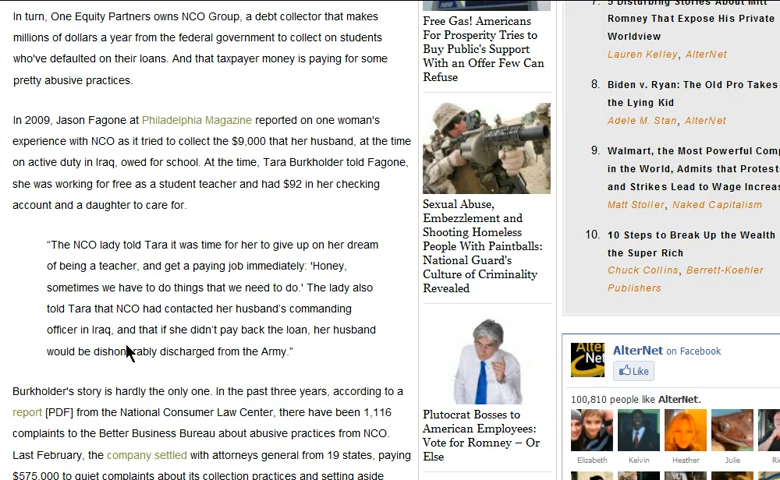 In turn, One Equity Partners owns NCO Group, a debt collector that makes
millions of dollars a year from the federal government to collect on students
who've defaulted on their loans. And that taxpayer money is paying for some
pretty abusive practices.
In 2009, Jason Fagone at Philadelphia Magazine reported on one woman's
experience with NCO as it tried to collect the $9,000 that her husband, at the time
on active duty in Iraq, owed for school. At the time, Tara Burkholder told Fagone,
she was working for free as a student teacher and had $92 in her checking
account and a daughter to care for.
“The NCO lady told Tara it was time for her to give up on her dream
of being a teacher, and get a paying job immediately: 'Honey,
sometimes we have to do things that we need to do.' The lady also
told Tara that NCO had contacted her husband’s commanding
officer in Iraq, and that if she didn’t pay back the loan, her husband
would be dishonorably discharged from the Army.”
Burkholder's story is hardly the only one. In the past three years, according to a
report [PDF] from the National Consumer Law Center, there have been 1,116
complaints to the Better Business Bureau about abusive practices from NCO.
Last February, the company settled with attorneys general from 19 states, paying
$575,000 to quiet complaints about its collection practices and setting aside
Free Gas! Americans
For Prosperity Tries to
Buy Public's Support
With an Offer Few Can
Refuse
Sexual Abuse,
Embezzlement and
Shooting Homeless
People With Paintballs:
National Guard's
Culture of Criminality
Revealed
Plutocrat Bosses to
American Employees:
Vote for Romney – Or
Else
7. 5 Disturbing Stories About Mitt
Romney That Expose His Private
Worldview
Lauren Kelley, AlterNet
8. Biden v. Ryan: The Old Pro Takes
the Lying Kid
Adele M. Stan, AlterNet
9. Walmart, the Most Powerful Comp
in the World, Admits that Protest
and Strikes Lead to Wage Increas
Matt Stoller, Naked Capitalism
10. 10 Steps to Break Up the Wealth
the Super Rich
Chuck Collins, Berrett-Koehler
Publishers
Alter
Net
AlterNet on Facebook
Like
100,810 people like AlterNet.
Elizabeth Kelvin Heather Julie Ri